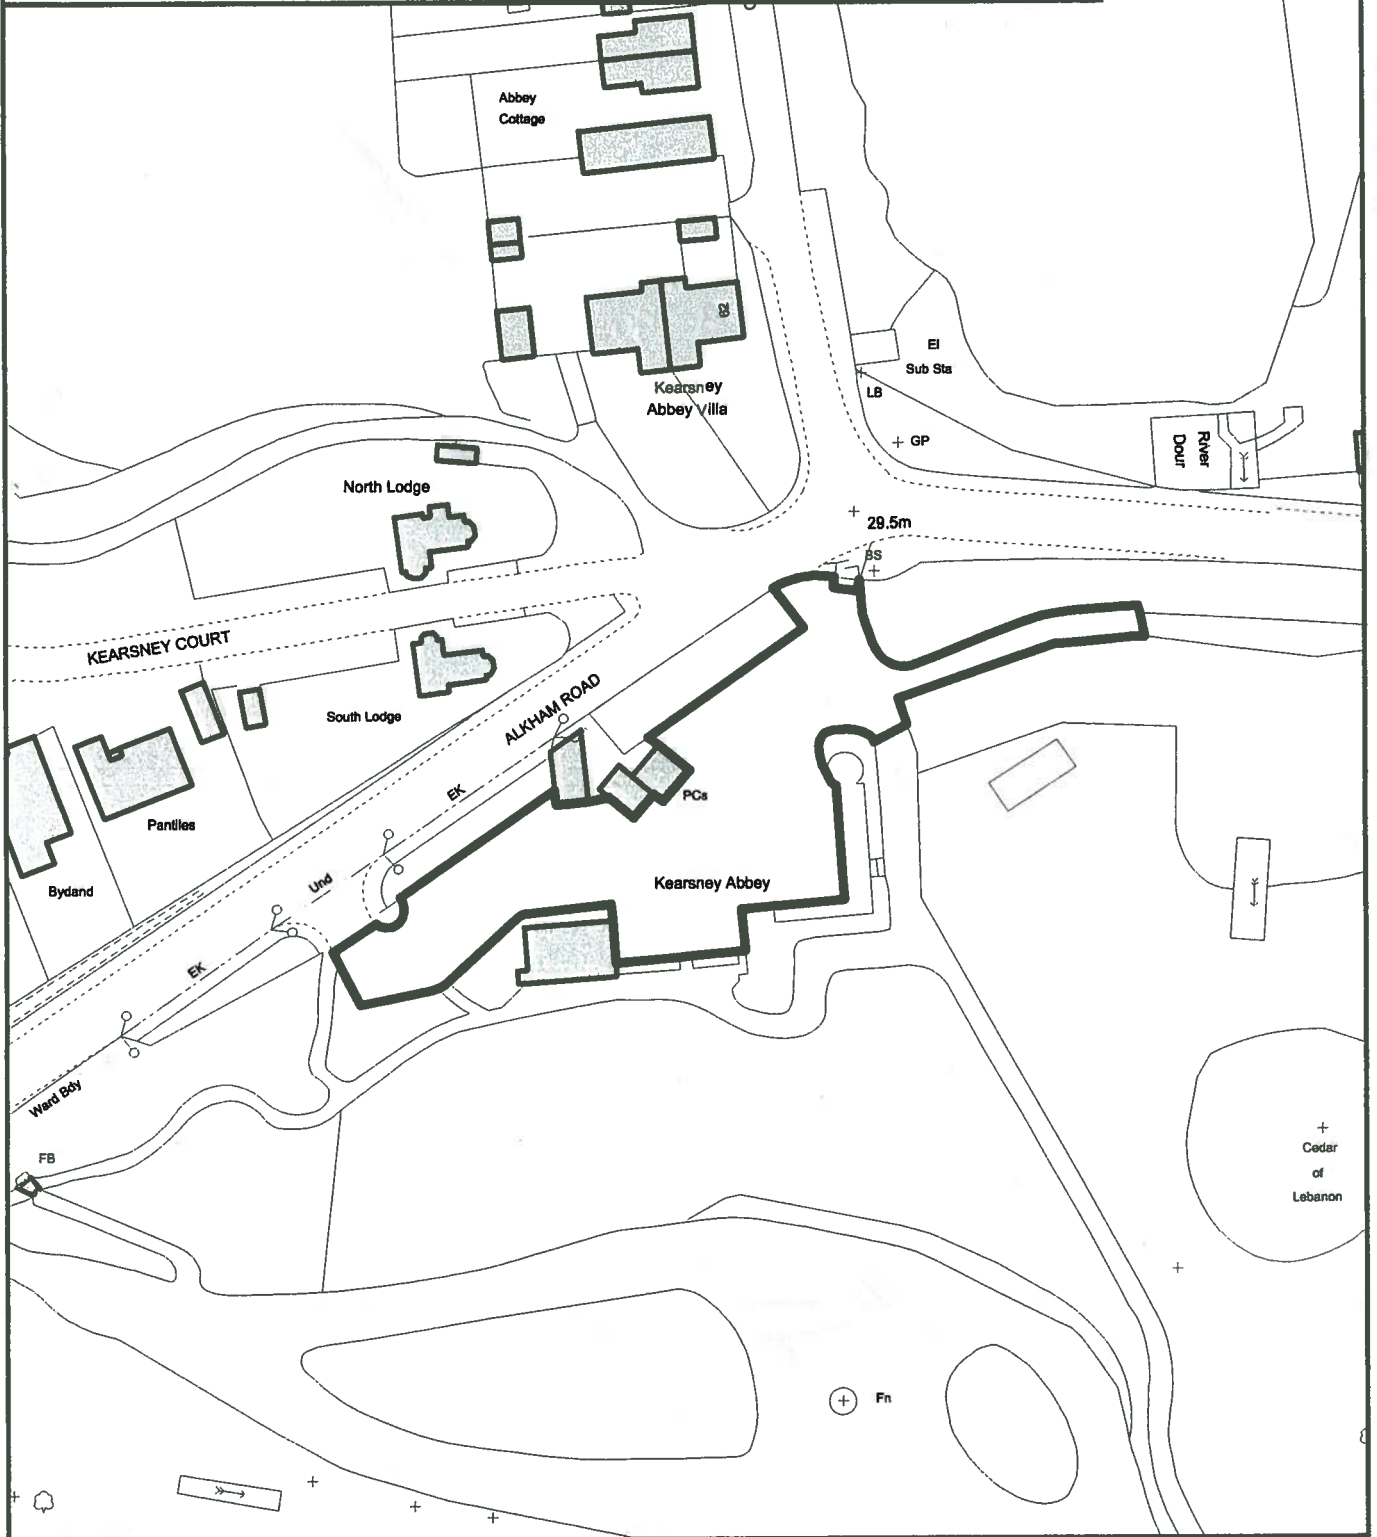 Abbey
Cottage
62
Kearsney
Abbey Villa
El
Sub Sta
LB
GP
River
Dour
North Lodge
29.5m
BS
KEARSNEY COURT
South Lodge
ALKHAM ROAD
EK
PCs
Pantiles
Bydand
Und
Kearsney Abbey
EK
Ward Bdy
FB
Cedar
of
Lebanon
Fn